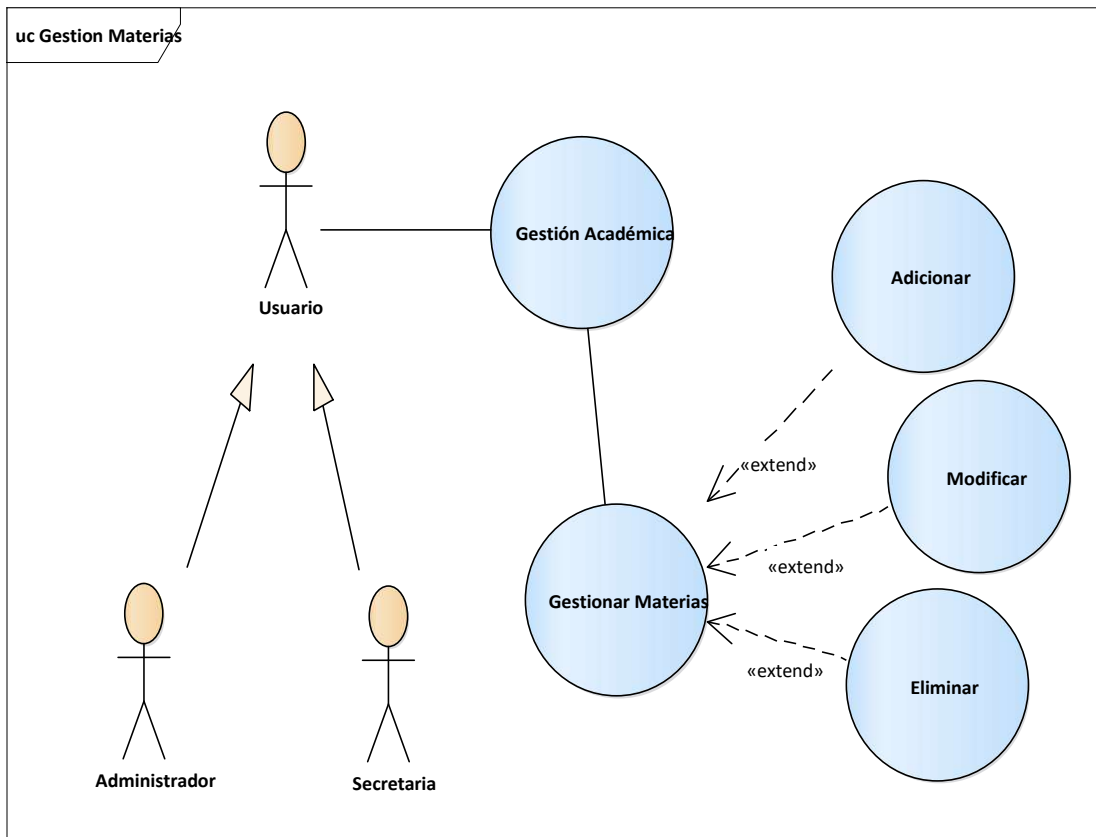 uc Gestion Materias
Usuario
Gestión Académica
Adicionar
«extend»
Modificar
«extend»
Gestionar Materias
«extend»
Eliminar
Administrador
Secretaria